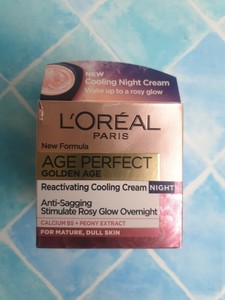 NEW
Cooling Night Cream
Wake up to a rosy glow
L'ORÉAL
PARIS
New Formula
AGE PERFECT
GOLDEN AGE
Reactivating Cooling Cream NIGHT
Anti-Sagging
Stimulate Rosy Glow Overnight
CALCIUM B5 + PEONY EXTRACT
FOR MATURE, DULL SKIN